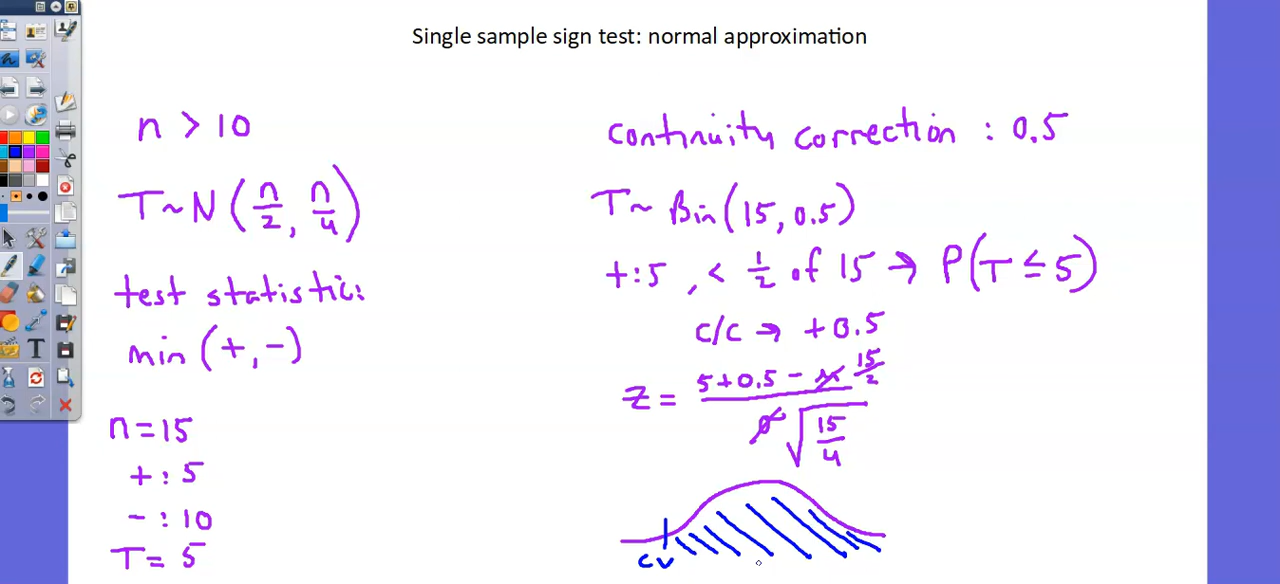 Single sample sign test: normal approximation
n > 10
T~N(n/2, n/4)
test statistic:
min (+,-)
n=15
+: 5
- : 10
T= 5
continuity correction : 0.5
T~ Bin(15, 0.5)
+:5 , < 1/2 of 15 → P(T ≤ 5)
c/c → +0.5
Z = (5+0.5 - μ 15/2) / (σ √(15/4))
CV
T